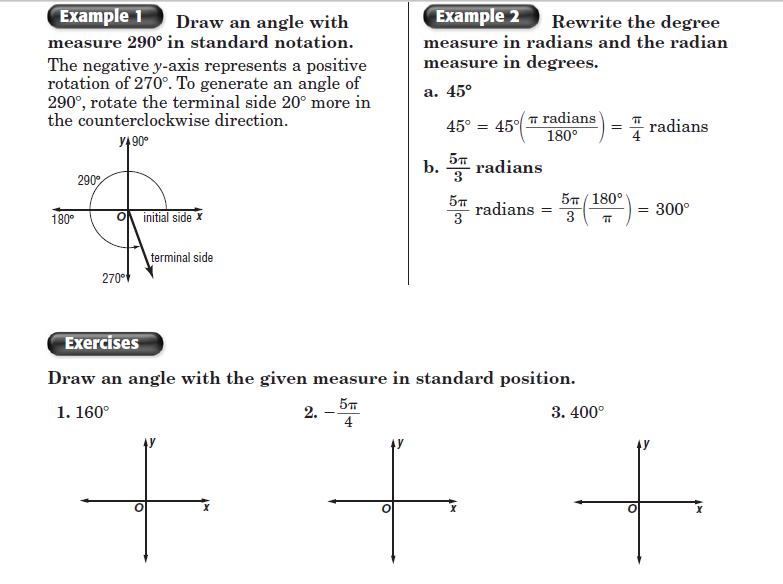 Example 1 Draw an angle with
measure 290° in standard notation.
The negative y-axis represents a positive
rotation of 270°. To generate an angle of
290°, rotate the terminal side 20° more in
the counterclockwise direction.
y 90°
290°
180° O initial side x
terminal side
270°
Example 2 Rewrite the degree
measure in radians and the radian
measure in degrees.
a. 45°
45° = 45°(π radians/180°) = π/4 radians
b. 5π/3 radians
5π/3 radians = 5π/3(180°/π) = 300°
Exercises
Draw an angle with the given measure in standard position.
1. 160° 2. −5π/4 3. 400°
y y y
O x O x O x